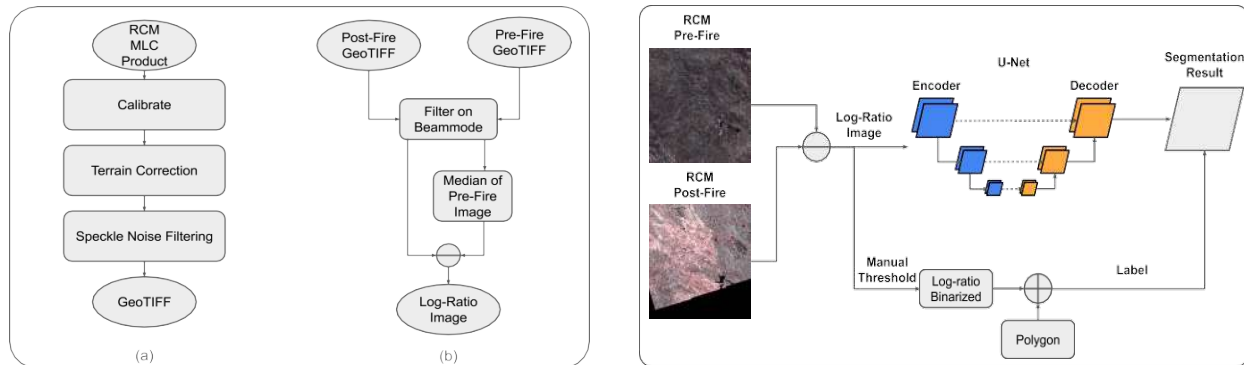 RCM
MLC
Product
Calibrate
Terrain Correction
Speckle Noise Filtering
GeoTIFF
(a)
Post-Fire
GeoTIFF
Pre-Fire
GeoTIFF
Filter on
Beammode
Median of
Pre-Fire
Image
Log-Ratio
Image
(b)
RCM
Pre-Fire
RCM
Post-Fire
Log-Ratio
Image
U-Net
Encoder
Decoder
Segmentation
Result
Manual
Threshold
Log-ratio
Binarized
Label
Polygon